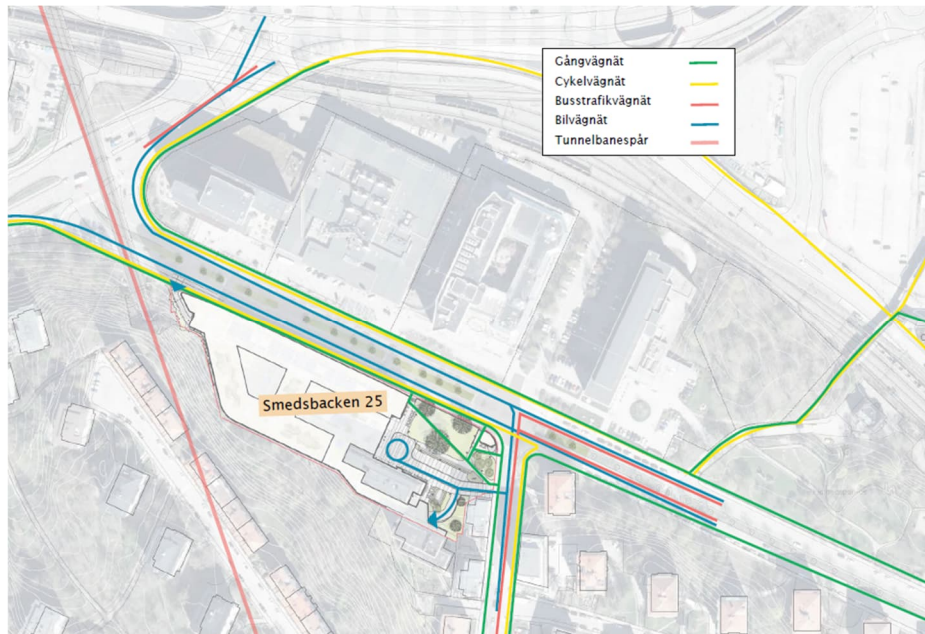 Gångvägnät
Cykelvägnät
Busstrafikvägnät
Bilvägnät
Tunnelbanespår
Smedsbacken 25